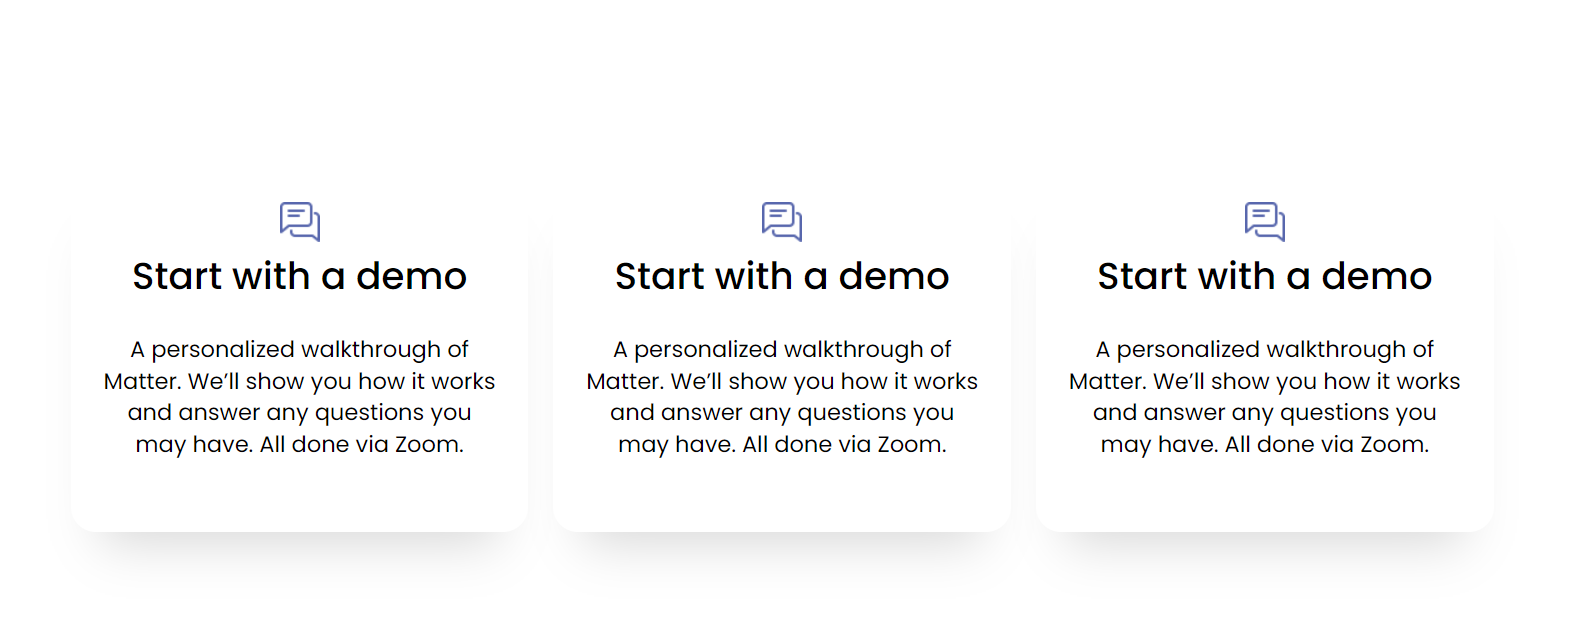 Start with a demo
A personalized walkthrough of
Matter. We’ll show you how it works
and answer any questions you
may have. All done via Zoom.
Start with a demo
A personalized walkthrough of
Matter. We’ll show you how it works
and answer any questions you
may have. All done via Zoom.
Start with a demo
A personalized walkthrough of
Matter. We’ll show you how it works
and answer any questions you
may have. All done via Zoom.